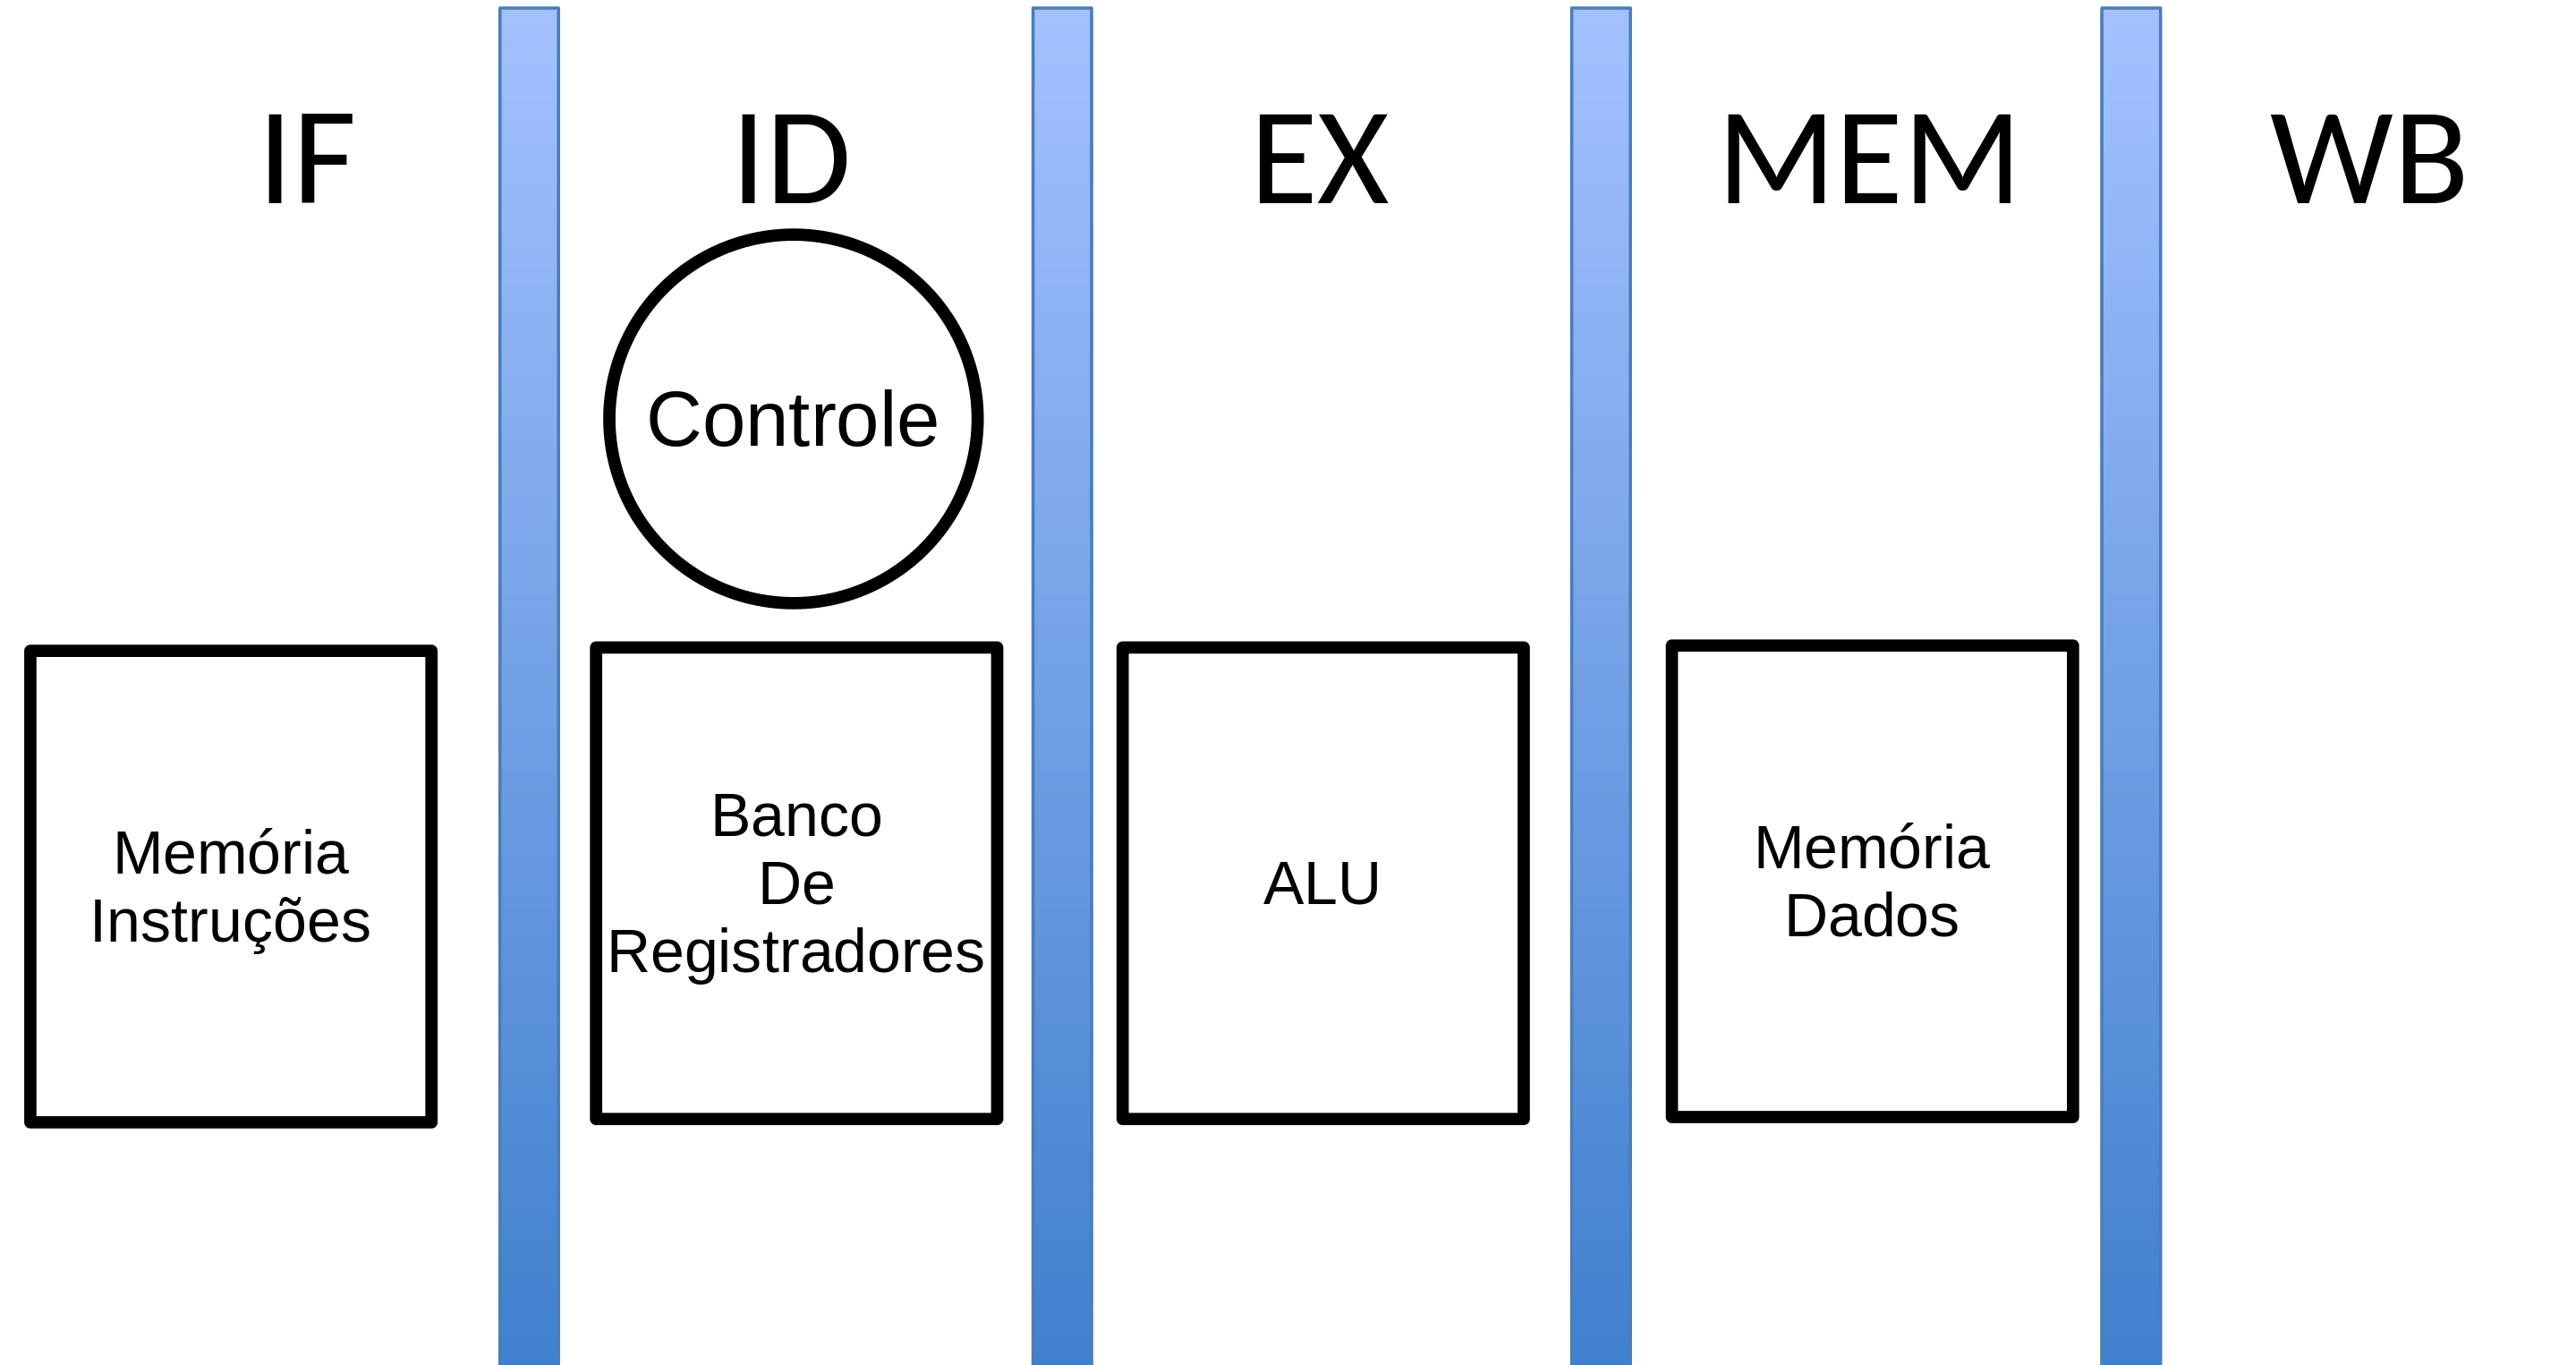 IF
ID
EX
MEM
WB
Controle
Memória
Instruções
Banco
De
Registradores
ALU
Memória
Dados